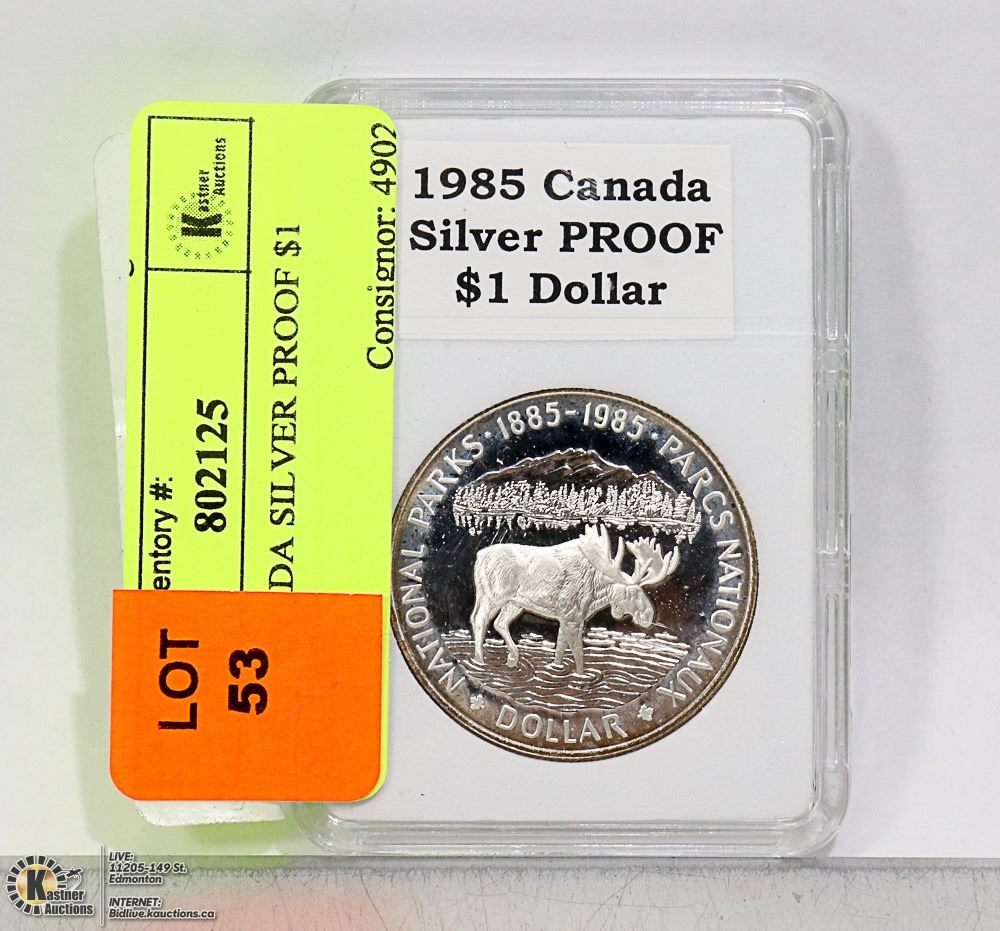 1985 Canada
Silver PROOF
$1 Dollar
Kastner
Auctions
entory #:
802125
DA SILVER PROOF $1
Consignor: 4902
LOT
53
NATIONAL PARKS · 1885-1985 · PARCS NATIONAUX
DOLLAR
Kastner
Auctions
LIVE:
11205-149 St.
Edmonton
INTERNET:
Bidlive.kauctions.ca